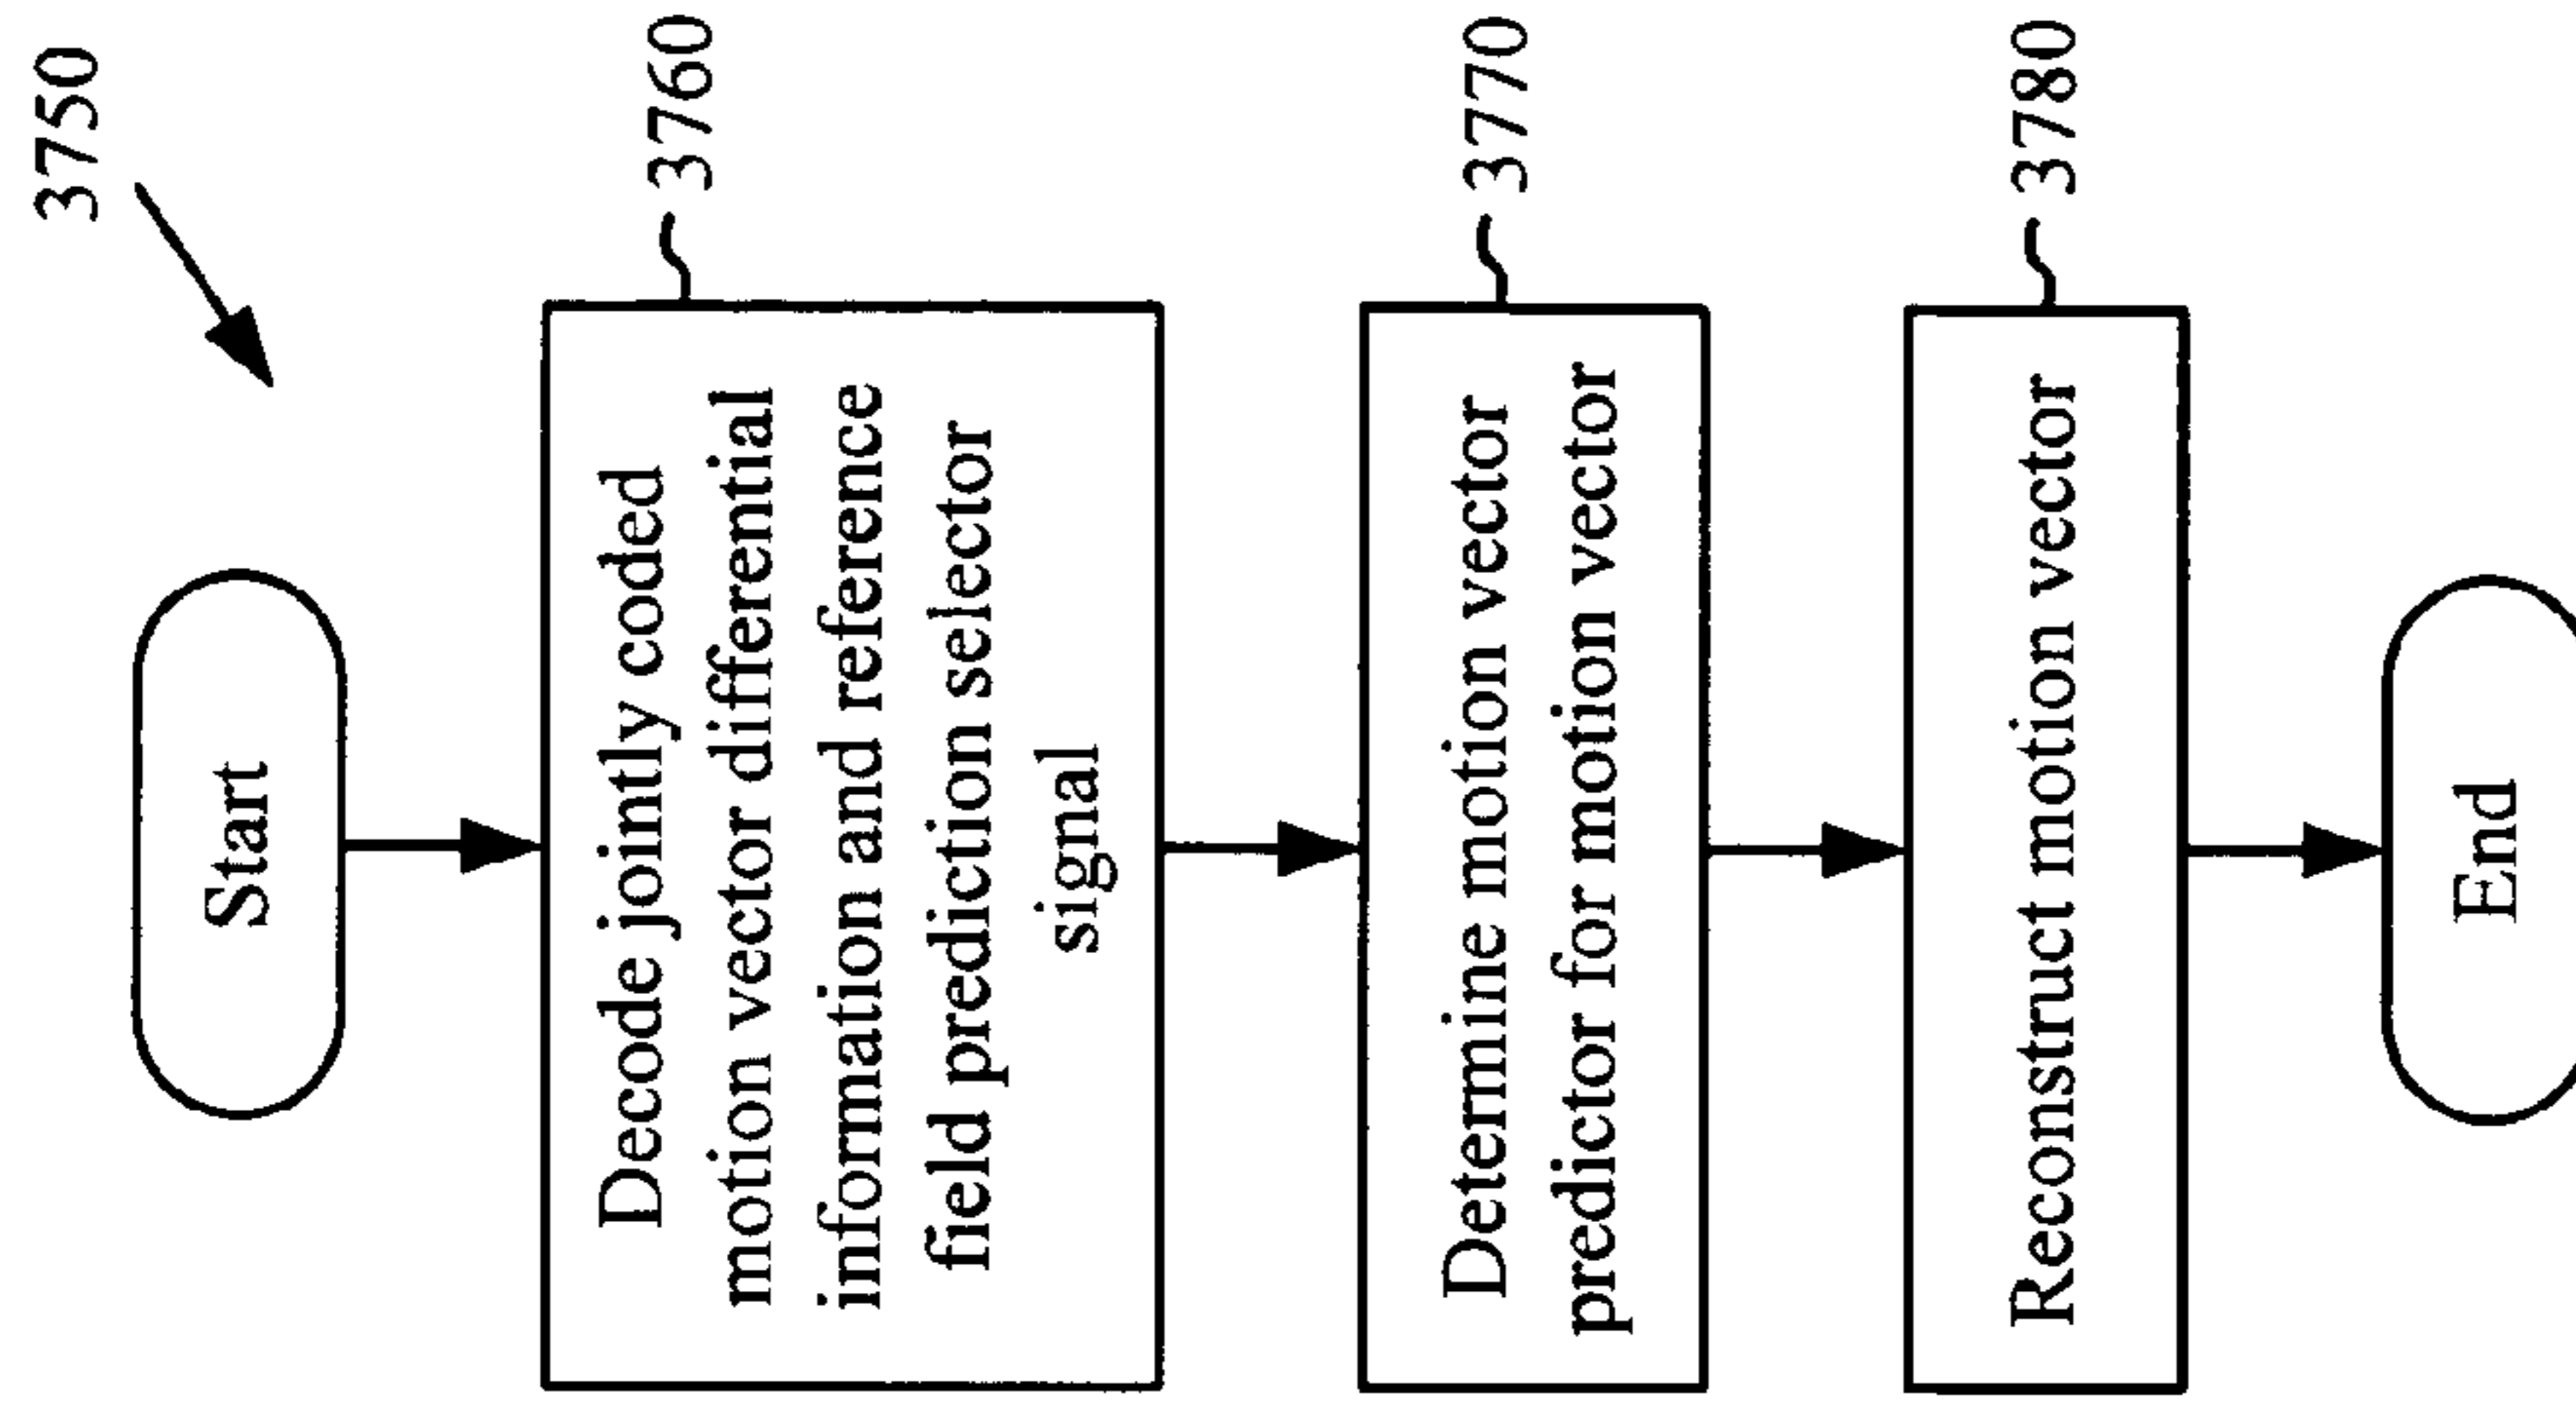 3750
Start
Decode jointly coded
motion vector differential
information and reference
field prediction selector
signal
3760
Determine motion vector
predictor for motion vector
3770
Reconstruct motion vector
3780
End